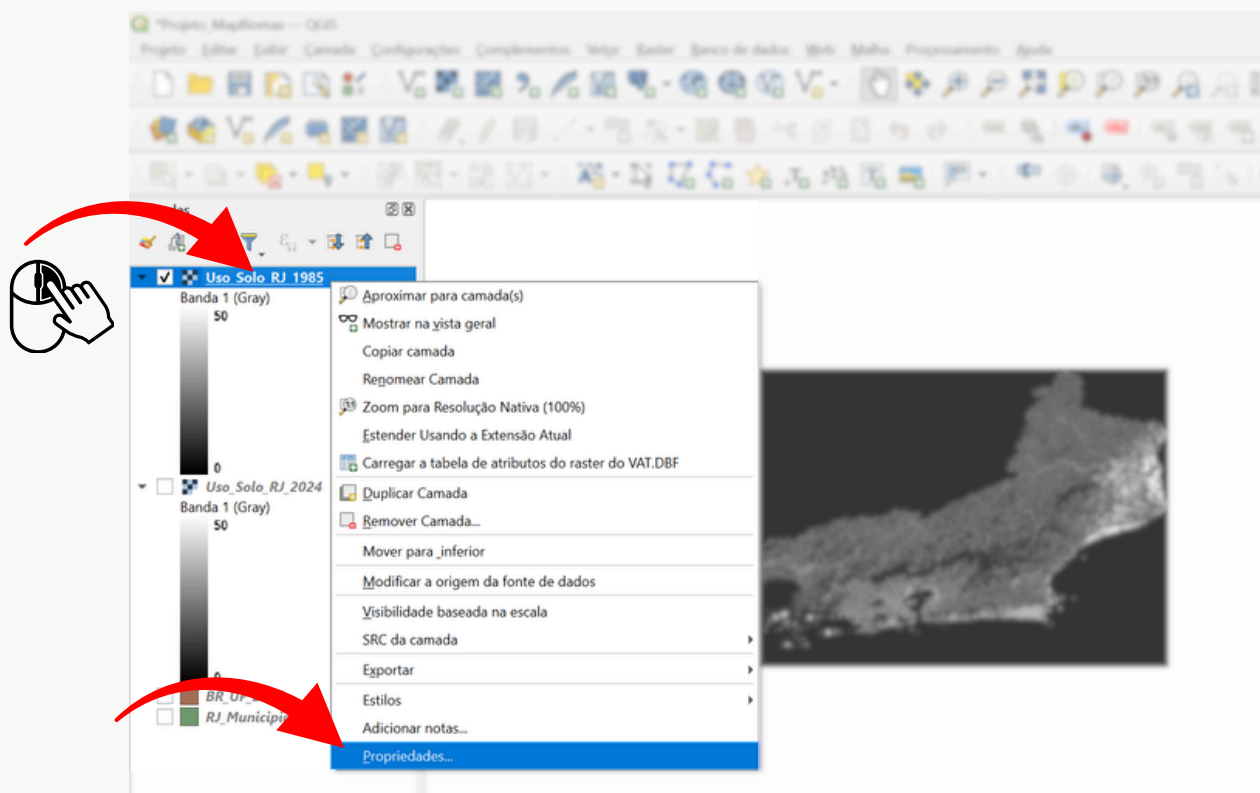 *Projeto_MapBiomas — QGIS
Projeto Editar Exibir Camada Configurações Complementos Vetor Raster Banco de dados Web Malha Processamento Ajuda
Uso_Solo_RJ_1985
Banda 1 (Gray)
50
0
Uso_Solo_RJ_2024
Banda 1 (Gray)
50
0
RJ_Municípi
Aproximar para camada(s)
Mostrar na vista geral
Copiar camada
Renomear Camada
Zoom para Resolução Nativa (100%)
Estender Usando a Extensão Atual
Carregar a tabela de atributos do raster do VAT.DBF
Duplicar Camada
Remover Camada...
Mover para _inferior
Modificar a origem da fonte de dados
Visibilidade baseada na escala
SRC da camada
Exportar
Estilos
Adicionar notas...
Propriedades...